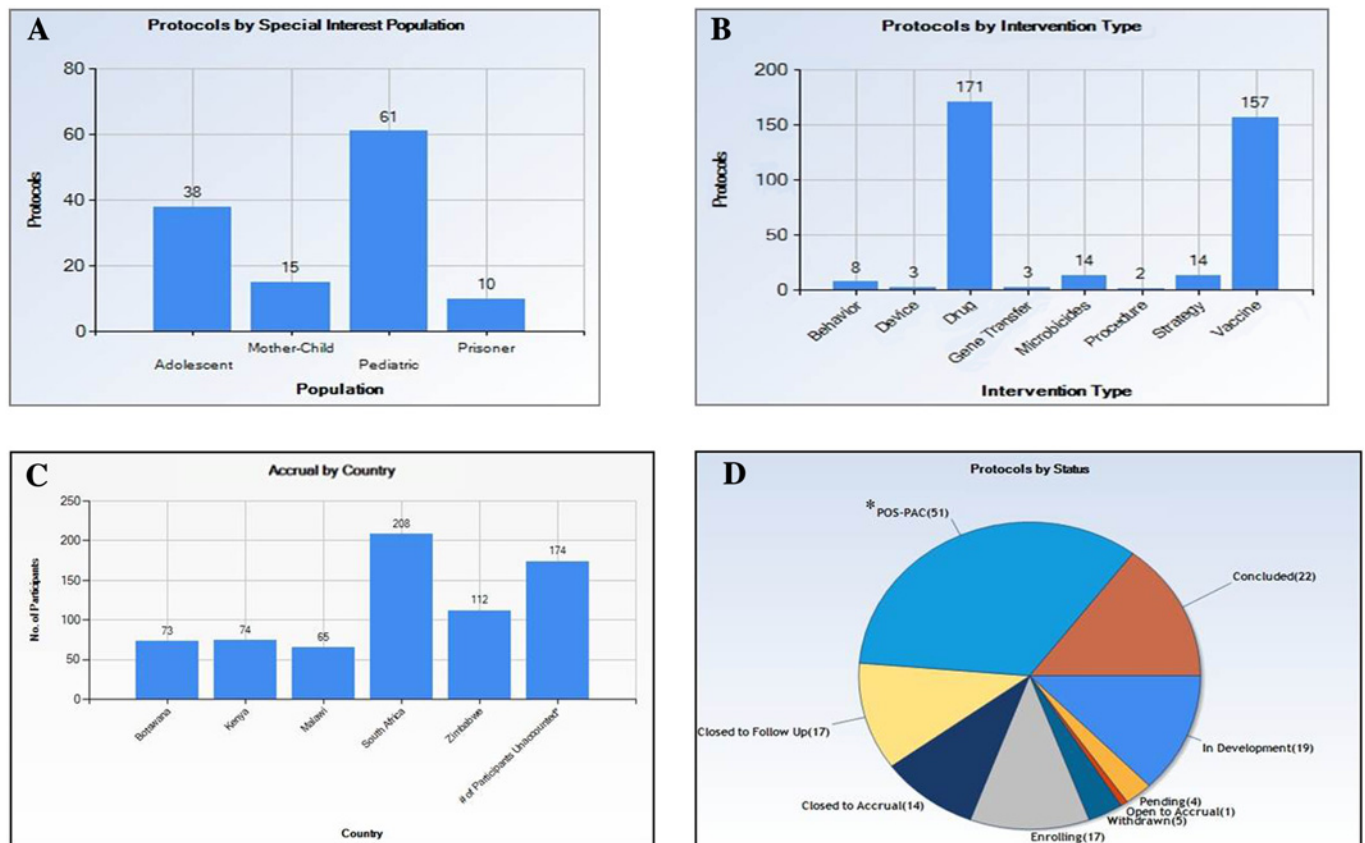 A
Protocols by Special Interest Population
80
60
40
20
0
38
15
61
10
Protocols
Adolescent
Mother-Child
Pediatric
Prisoner
Population
B
Protocols by Intervention Type
200
150
100
50
0
8
3
171
3
14
2
14
157
Protocols
Behavior
Device
Drug
Gene Transfer
Microbicides
Procedure
Strategy
Vaccine
Intervention Type
C
Accrual by Country
250
200
150
100
50
0
73
74
65
208
112
174
No. of Participants
Botswana
Kenya
Malawi
South Africa
Zimbabwe
# of Participants Unaccounted*
Country
D
Protocols by Status
*POS-PAC(51)
Concluded(22)
Closed to Follow Up(17)
In Development(19)
Closed to Accrual(14)
Pending(4)
Open to Accrual(1)
Withdrawn(5)
Enrolling(17)